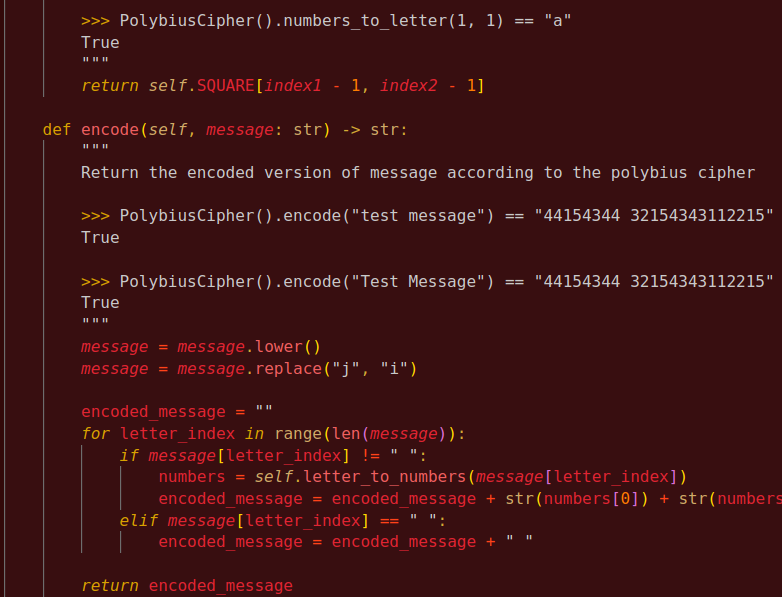 >>> PolybiusCipher().numbers_to_letter(1, 1) == "a"
True
"""
return self.SQUARE[index1 - 1, index2 - 1]
def encode(self, message: str) -> str:
"""
Return the encoded version of message according to the polybius cipher
>>> PolybiusCipher().encode("test message") == "44154344 32154343112215"
True
>>> PolybiusCipher().encode("Test Message") == "44154344 32154343112215"
True
"""
message = message.lower()
message = message.replace("j", "i")
encoded_message = ""
for letter_index in range(len(message)):
if message[letter_index] != " ":
numbers = self.letter_to_numbers(message[letter_index])
encoded_message = encoded_message + str(numbers[0]) + str(numbers
elif message[letter_index] == " ":
encoded_message = encoded_message + " "
return encoded_message